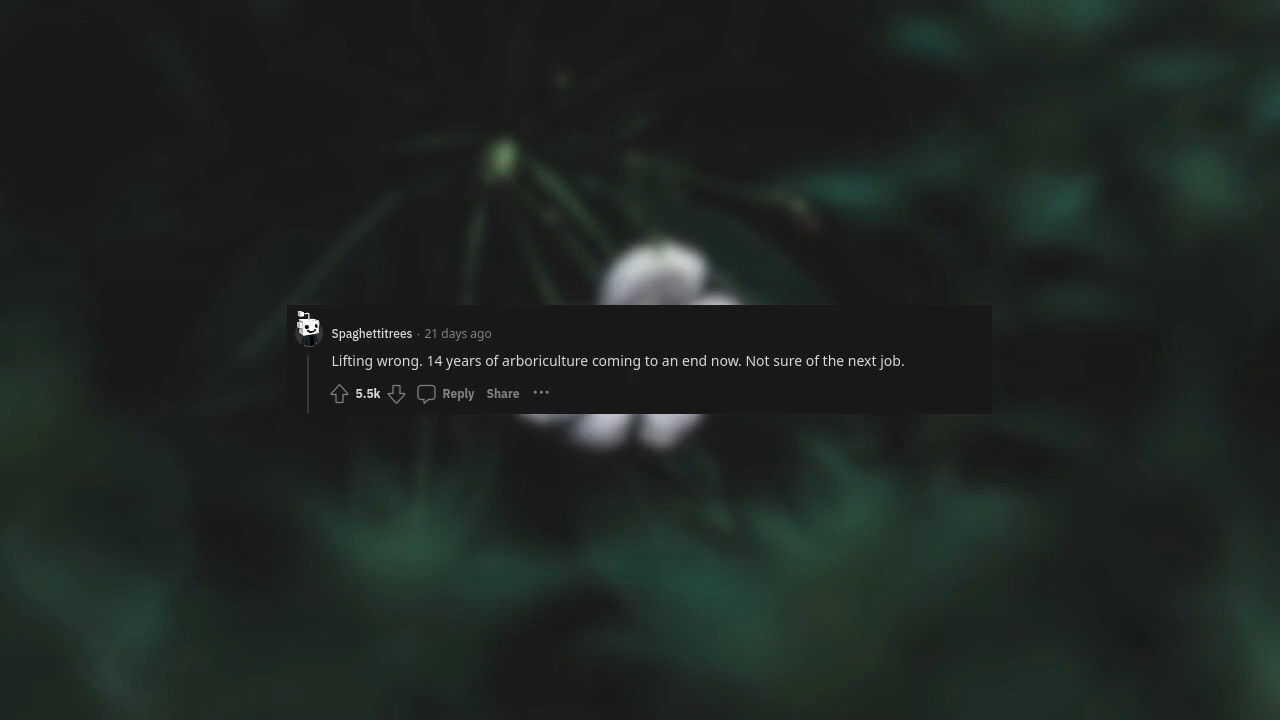 Spaghettitrees · 21 days ago
Lifting wrong. 14 years of arboriculture coming to an end now. Not sure of the next job.
5.5k Reply Share ···